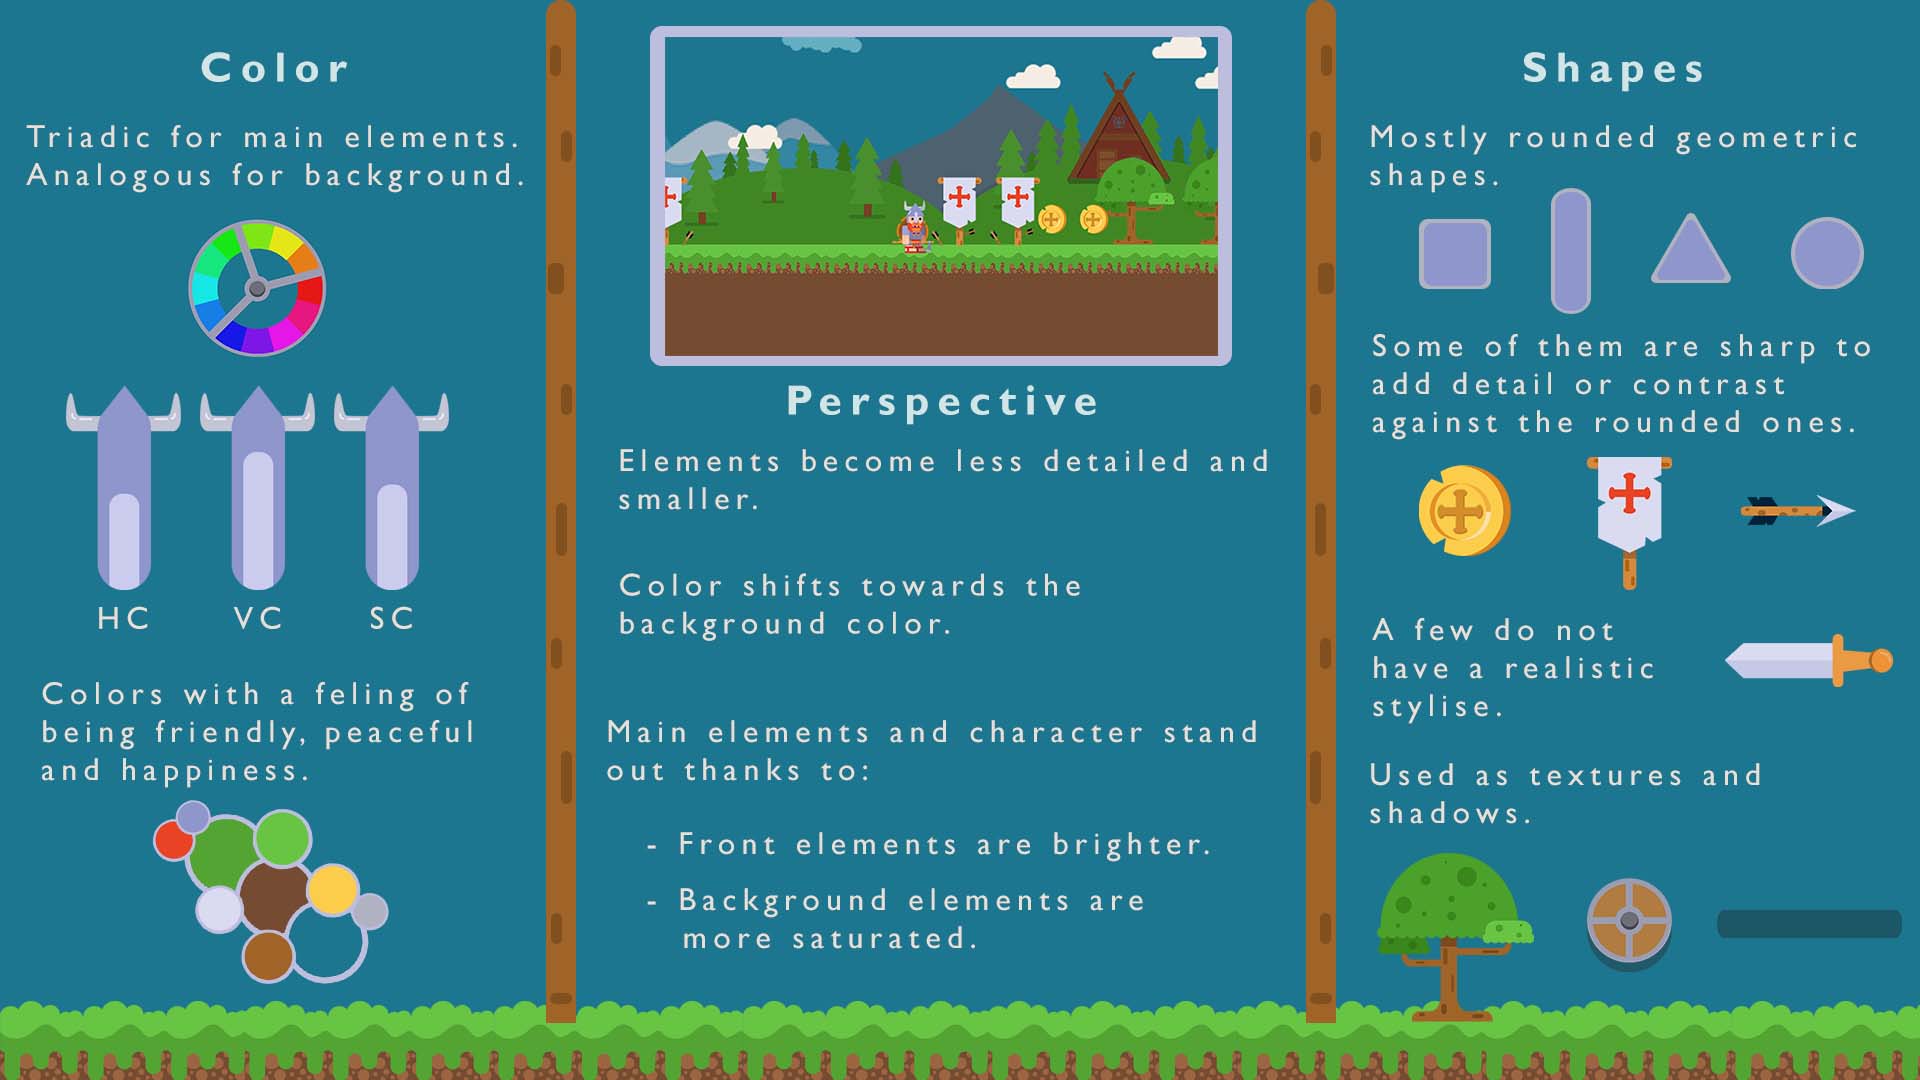 Color
Triadic for main elements.
Analogous for background.
HC
VC
SC
Colors with a feling of
being friendly, peaceful
and happiness.
Perspective
Elements become less detailed and
smaller.
Color shifts towards the
background color.
Main elements and character stand
out thanks to:
- Front elements are brighter.
- Background elements are
more saturated.
Shapes
Mostly rounded geometric
shapes.
Some of them are sharp to
add detail or contrast
against the rounded ones.
A few do not
have a realistic
stylise.
Used as textures and
shadows.